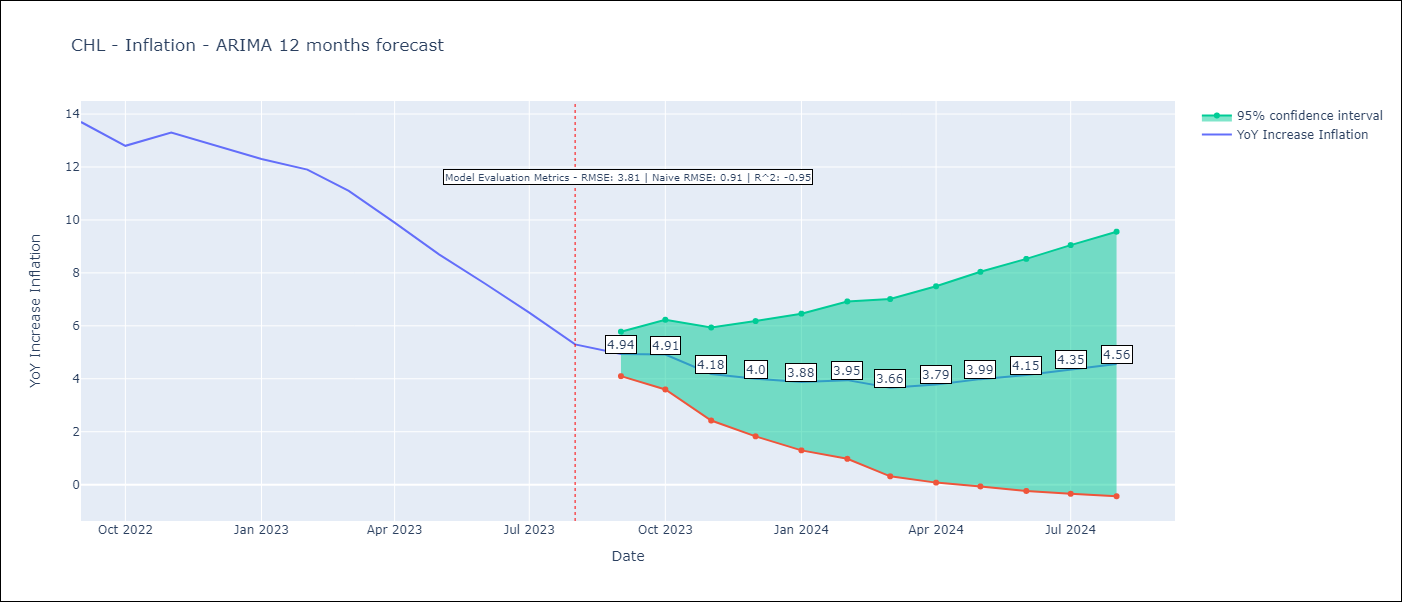 CHL - Inflation - ARIMA 12 months forecast
95% confidence interval
YoY Increase Inflation
14
12
10
8
6
4
2
0
YoY Increase Inflation
Model Evaluation Metrics - RMSE: 3.81 | Naive RMSE: 0.91 | R^2: -0.95
4.94
4.91
4.18
4.0
3.88
3.95
3.66
3.79
3.99
4.15
4.35
4.56
Oct 2022
Jan 2023
Apr 2023
Jul 2023
Oct 2023
Jan 2024
Apr 2024
Jul 2024
Date